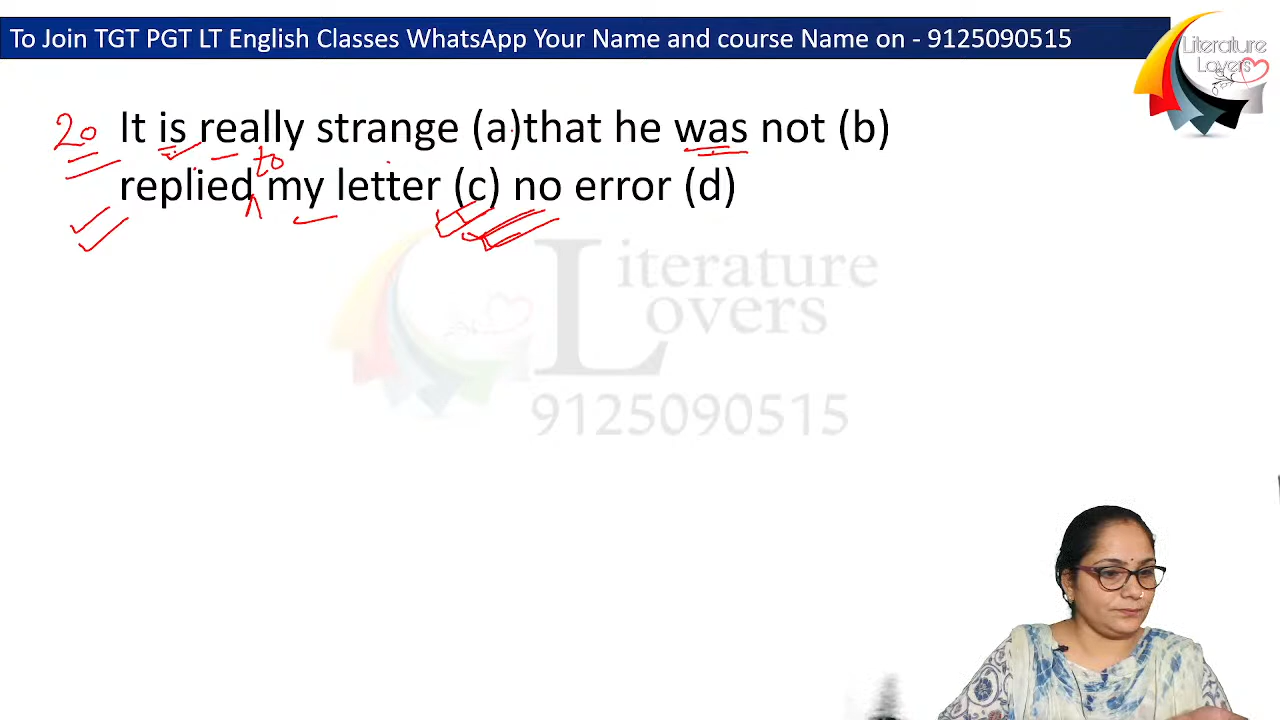 To Join TGT PGT LT English Classes WhatsApp Your Name and course Name on - 9125090515
Literature
Lovers
20 It is really strange (a)that he was not (b)
to
replied my letter (c) no error (d)
Literature
Lovers
9125090515